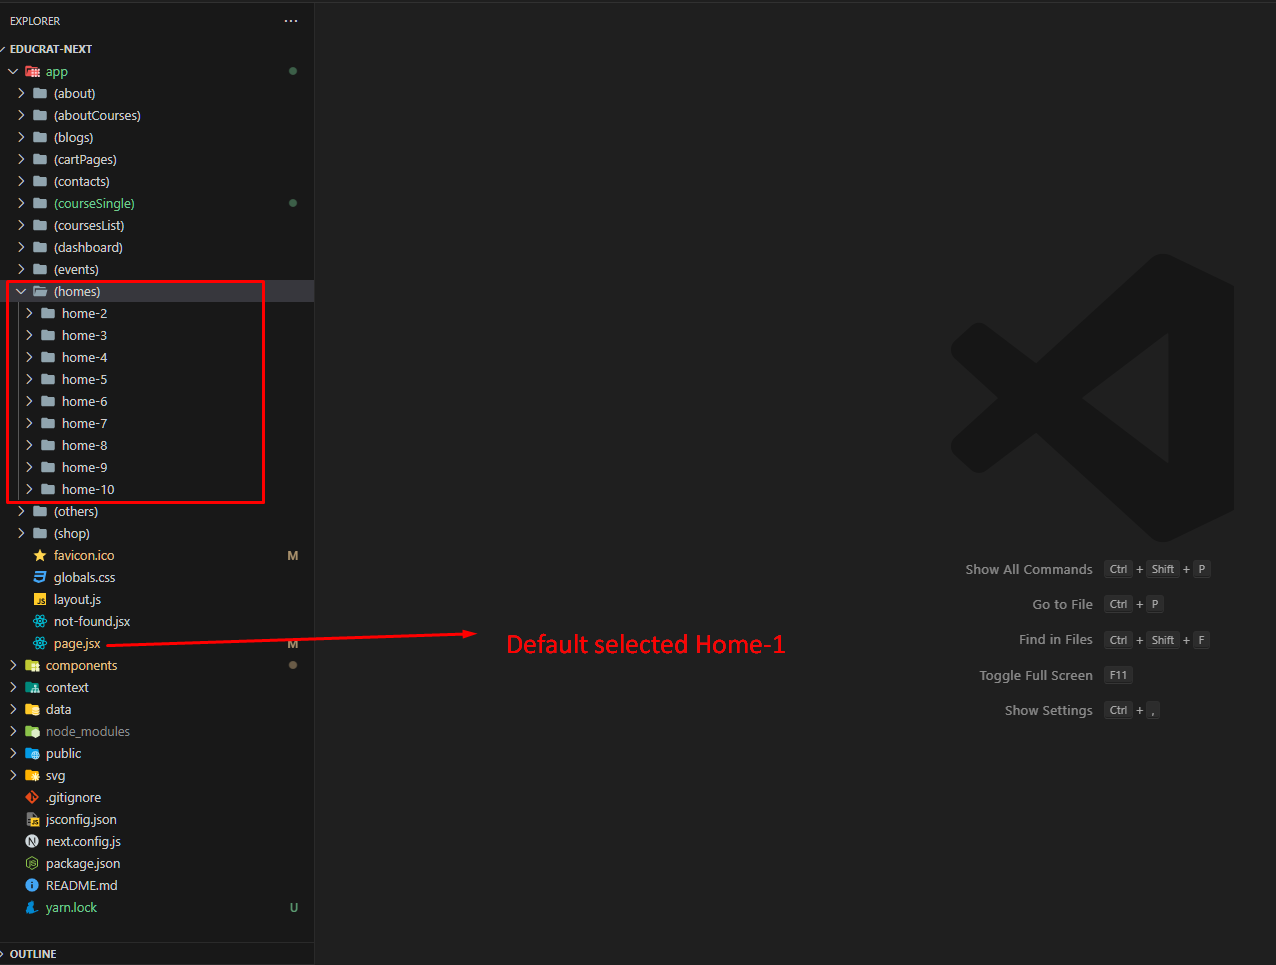 EXPLORER
EDUCRAT-NEXT
app
(about)
(aboutCourses)
(blogs)
(cartPages)
(contacts)
(courseSingle)
(coursesList)
(dashboard)
(events)
(homes)
home-2
home-3
home-4
home-5
home-6
home-7
home-8
home-9
home-10
(others)
(shop)
favicon.ico M
globals.css
layout.js
not-found.jsx
page.jsx M
components
context
data
node_modules
public
svg
.gitignore
jsconfig.json
next.config.js
package.json
README.md
yarn.lock U
OUTLINE
Show All Commands Ctrl + Shift + P
Go to File Ctrl + P
Find in Files Ctrl + Shift + F
Toggle Full Screen F11
Show Settings Ctrl + ,
Default selected Home-1